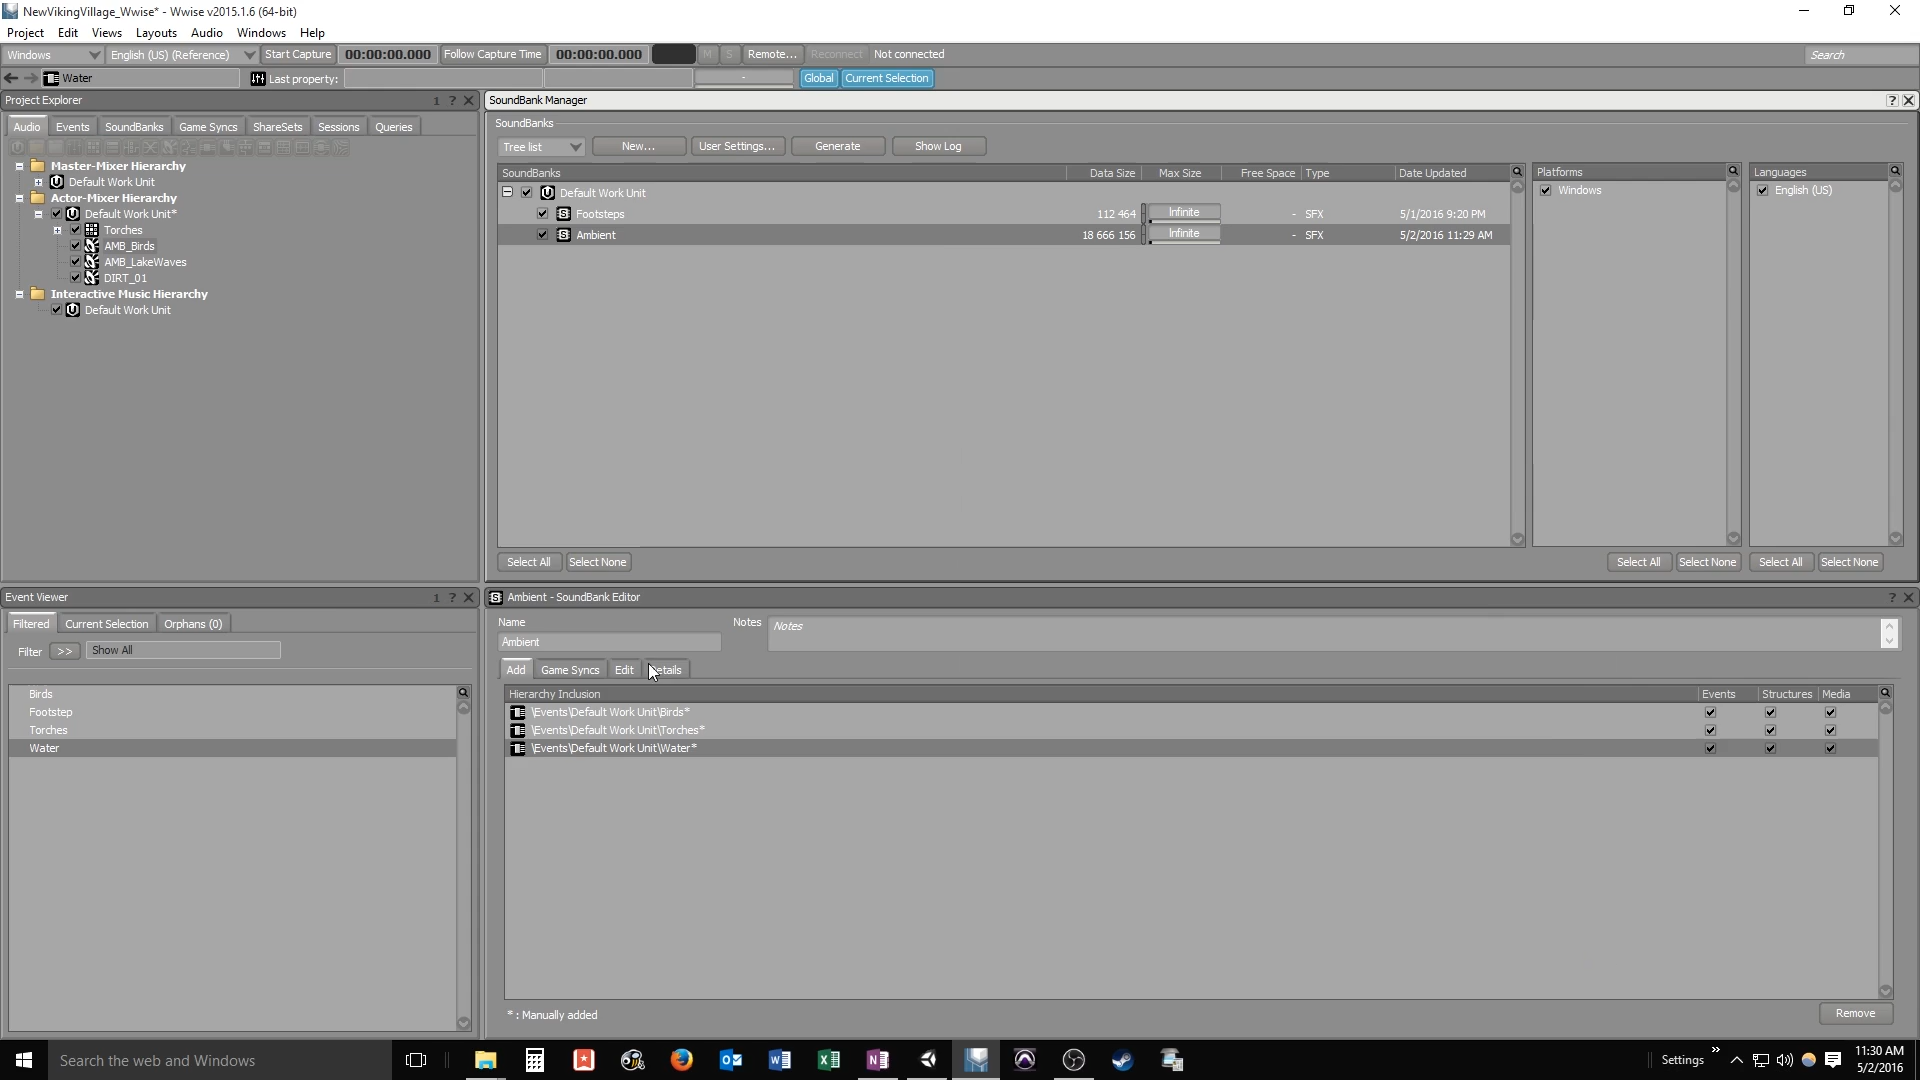 NewVikingVillage_Wwise* - Wwise v2015.1.6 (64-bit)
Project Edit Views Layouts Audio Windows Help
Windows English (US) (Reference) Start Capture 00:00:00.000 Follow Capture Time 00:00:00.000 M S Remote... Reconnect Not connected Search
Water Last property: - Global Current Selection
Project Explorer 1 ?
SoundBank Manager ?
Audio Events SoundBanks Game Syncs ShareSets Sessions Queries
Master-Mixer Hierarchy
Default Work Unit
Actor-Mixer Hierarchy
Default Work Unit*
Torches
AMB_Birds
AMB_LakeWaves
DIRT_01
Interactive Music Hierarchy
Default Work Unit
SoundBanks
Tree list New... User Settings... Generate Show Log
SoundBanks Data Size Max Size Free Space Type Date Updated
Default Work Unit
Footsteps 112 464 Infinite - SFX 5/1/2016 9:20 PM
Ambient 18 666 156 Infinite - SFX 5/2/2016 11:29 AM
Platforms
Windows
Languages
English (US)
Select All Select None Select All Select None Select All Select None
Event Viewer 1 ?
Filtered Current Selection Orphans (0)
Filter >> Show All
Birds
Footstep
Torches
Water
Ambient - SoundBank Editor ?
Name Notes Notes
Ambient
Add Game Syncs Edit etails
Hierarchy Inclusion Events Structures Media
\Events\Default Work Unit\Birds*
\Events\Default Work Unit\Torches*
\Events\Default Work Unit\Water*
* : Manually added Remove
Search the web and Windows Settings 11:30 AM
5/2/2016